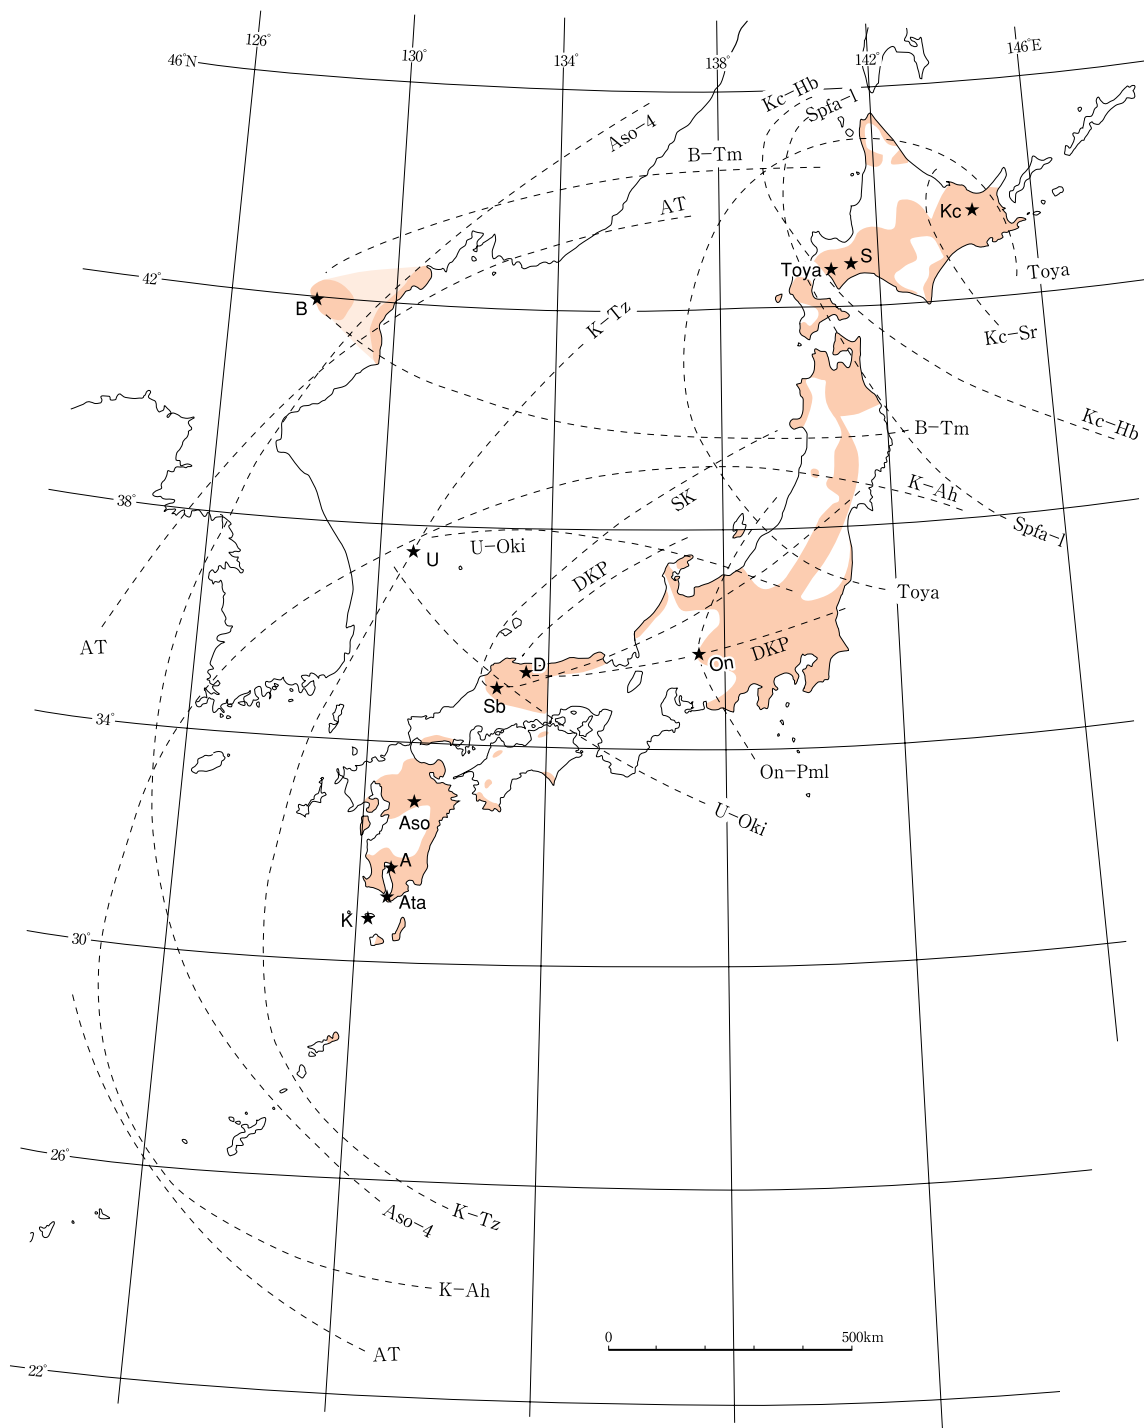 126°
130°
134°
138°
142°
146°E
46°N
Kc-Hb
Spfa-l
Aso-4
B-Tm
AT
Kc
S
Toya
Toya
42°
B
K-Tz
Kc-Sr
Kc-Hb
B-Tm
SK
K-Ah
38°
Spfa-l
U-Oki
U
DKP
Toya
AT
DKP
D
On
Sb
34°
On-Pml
U-Oki
Aso
A
Ata
K
30°
26°
K-Tz
Aso-4
K-Ah
0
500km
AT
22°